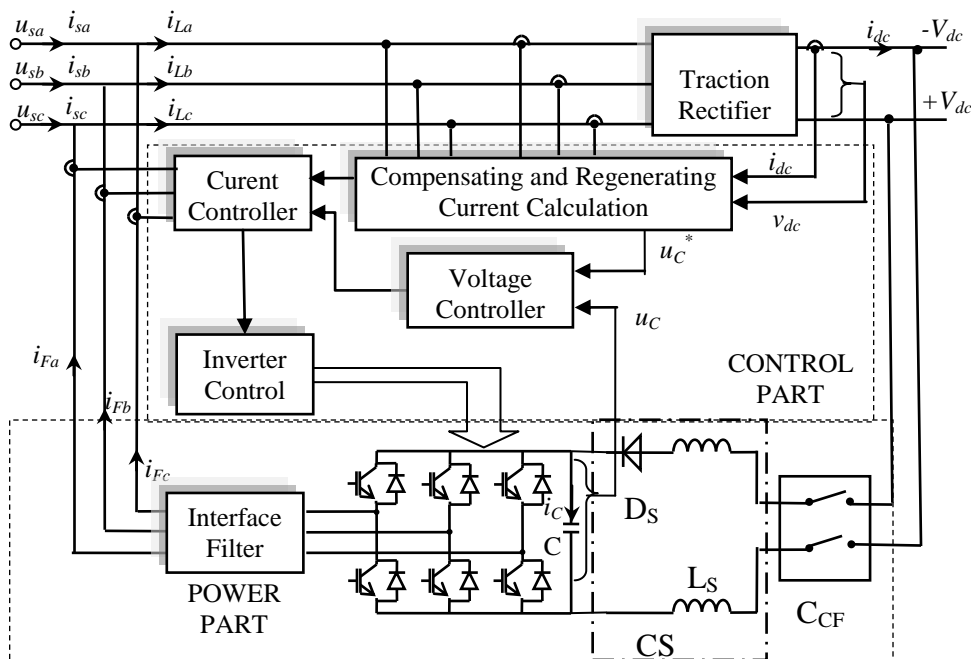 u_sa i_sa i_La i_dc -V_dc
u_sb i_sb i_Lb
Traction
Rectifier
u_sc i_sc i_Lc +V_dc
Curent
Controller
Compensating and Regenerating
Current Calculation
i_dc
v_dc
u_C*
Voltage
Controller
u_C
Inverter
Control
CONTROL
PART
i_Fa
i_Fb
i_Fc
Interface
Filter
POWER
PART
i_C
C
D_S
L_S
CS
C_CF